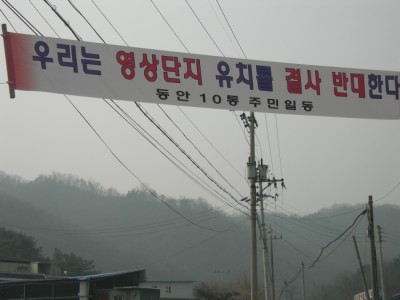 우리는 영상단지 유치를 결사 반대한다
동안 10통 주민일동